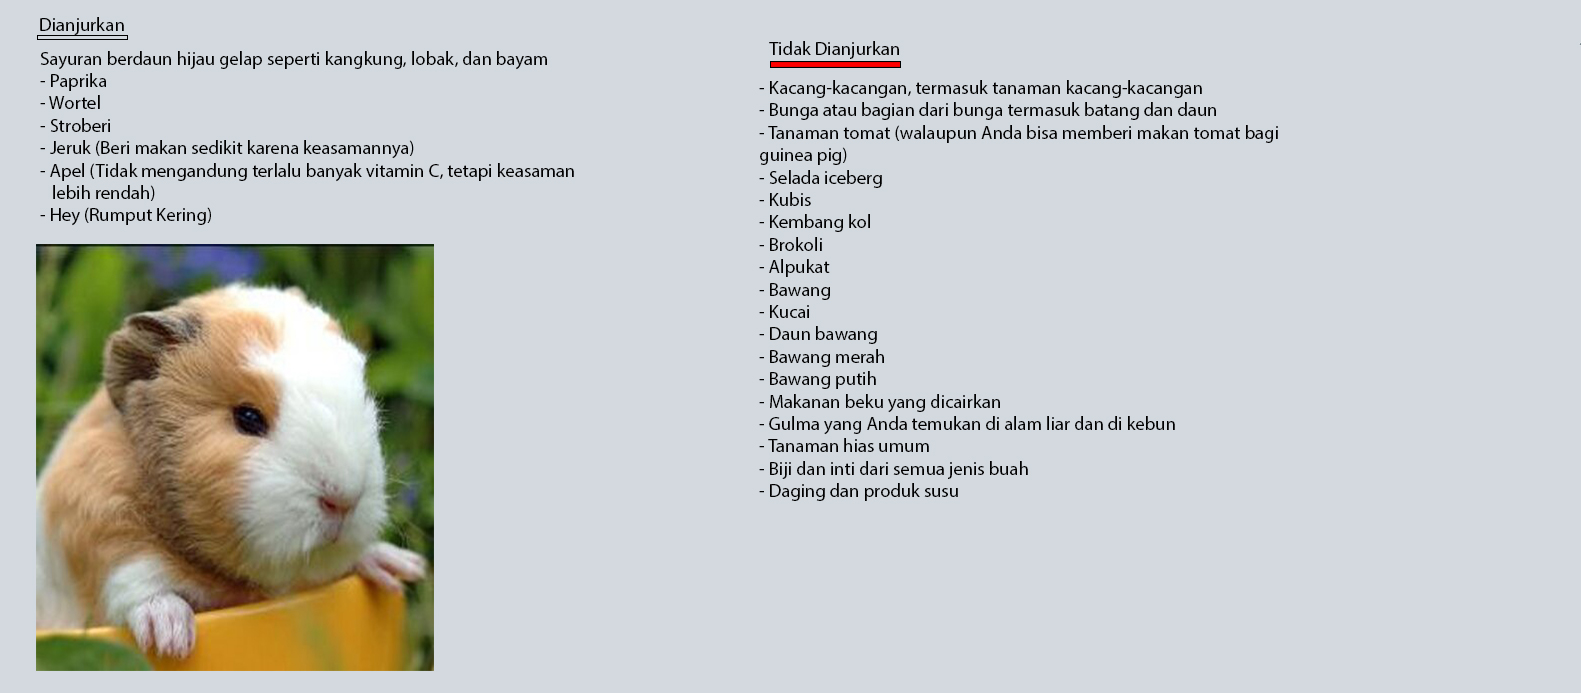 Dianjurkan
Sayuran berdaun hijau gelap seperti kangkung, lobak, dan bayam
- Paprika
- Wortel
- Stroberi
- Jeruk (Beri makan sedikit karena keasamannya)
- Apel (Tidak mengandung terlalu banyak vitamin C, tetapi keasaman
lebih rendah)
- Hey (Rumput Kering)
Tidak Dianjurkan
- Kacang-kacangan, termasuk tanaman kacang-kacangan
- Bunga atau bagian dari bunga termasuk batang dan daun
- Tanaman tomat (walaupun Anda bisa memberi makan tomat bagi
guinea pig)
- Selada iceberg
- Kubis
- Kembang kol
- Brokoli
- Alpukat
- Bawang
- Kucai
- Daun bawang
- Bawang merah
- Bawang putih
- Makanan beku yang dicairkan
- Gulma yang Anda temukan di alam liar dan di kebun
- Tanaman hias umum
- Biji dan inti dari semua jenis buah
- Daging dan produk susu